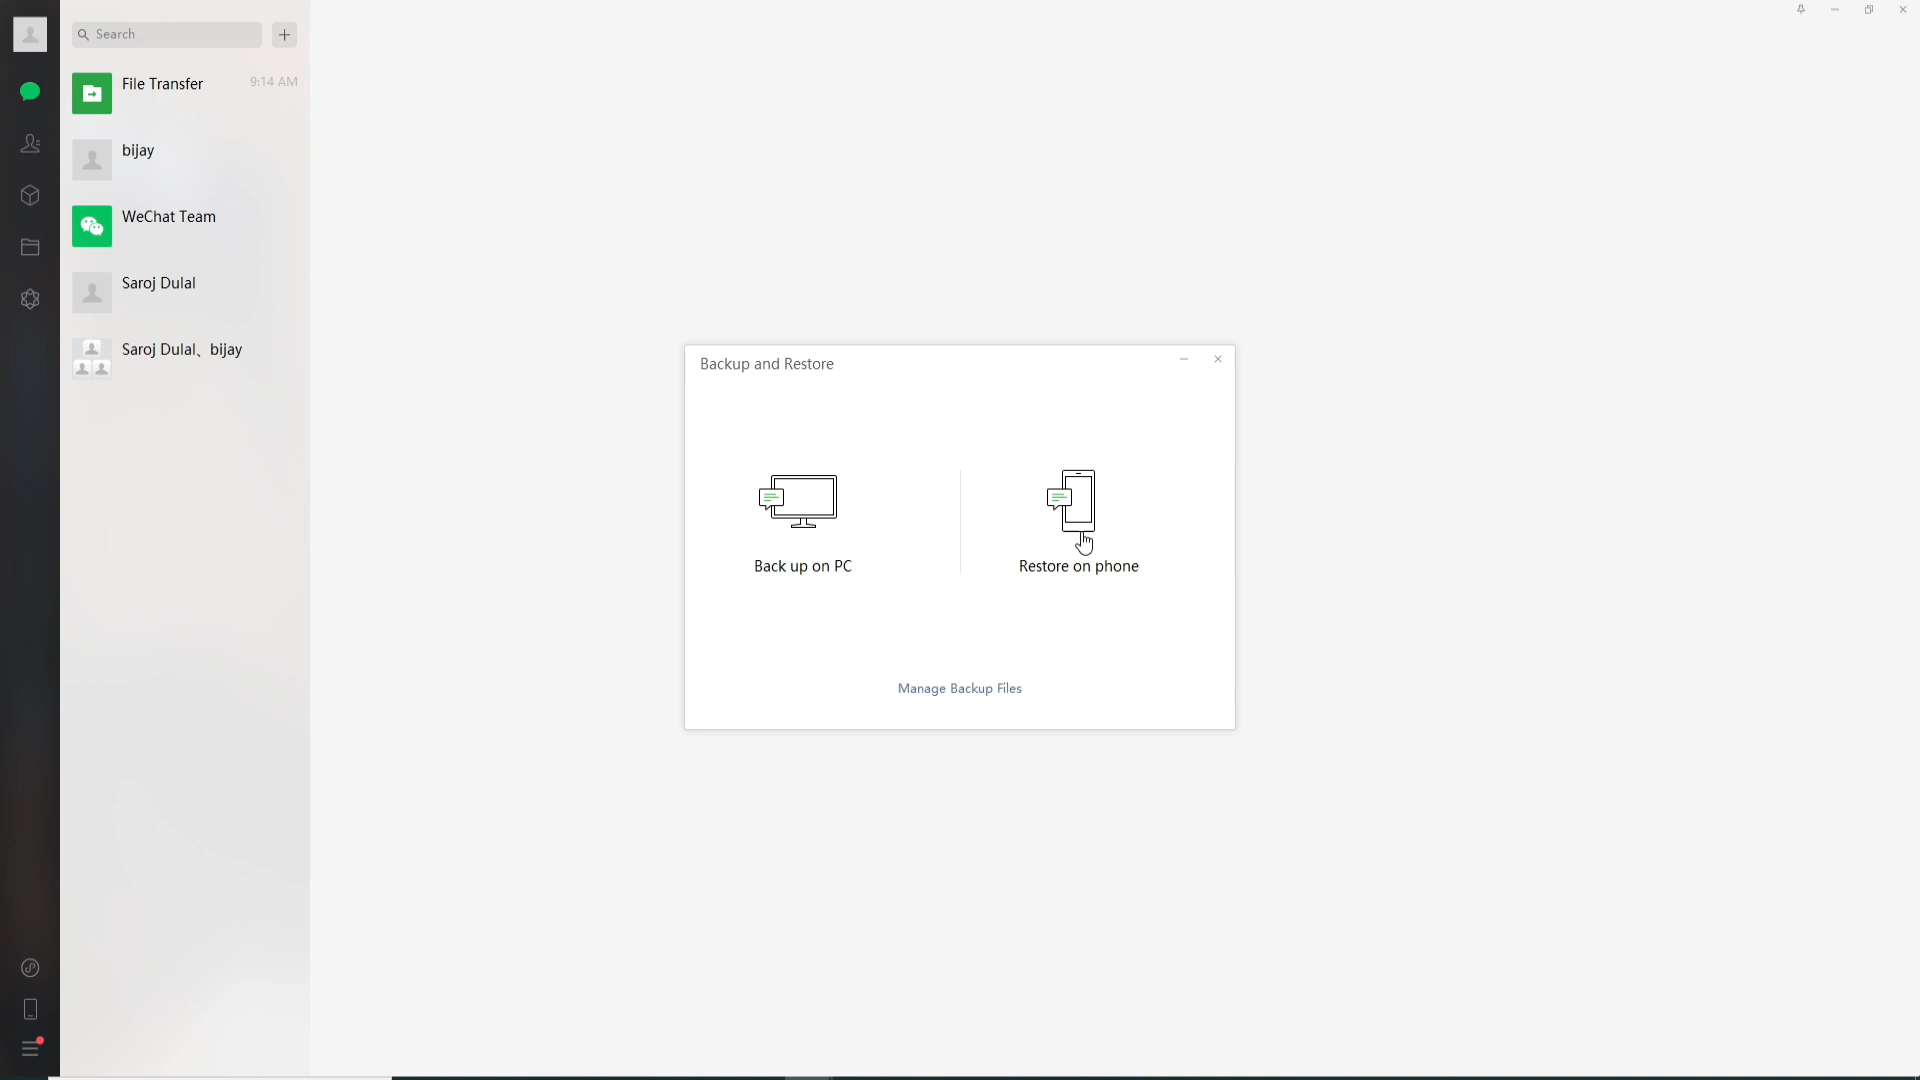 Search
File Transfer 9:14 AM
bijay
WeChat Team
Saroj Dulal
Saroj Dulal、bijay
Backup and Restore
Back up on PC
Restore on phone
Manage Backup Files